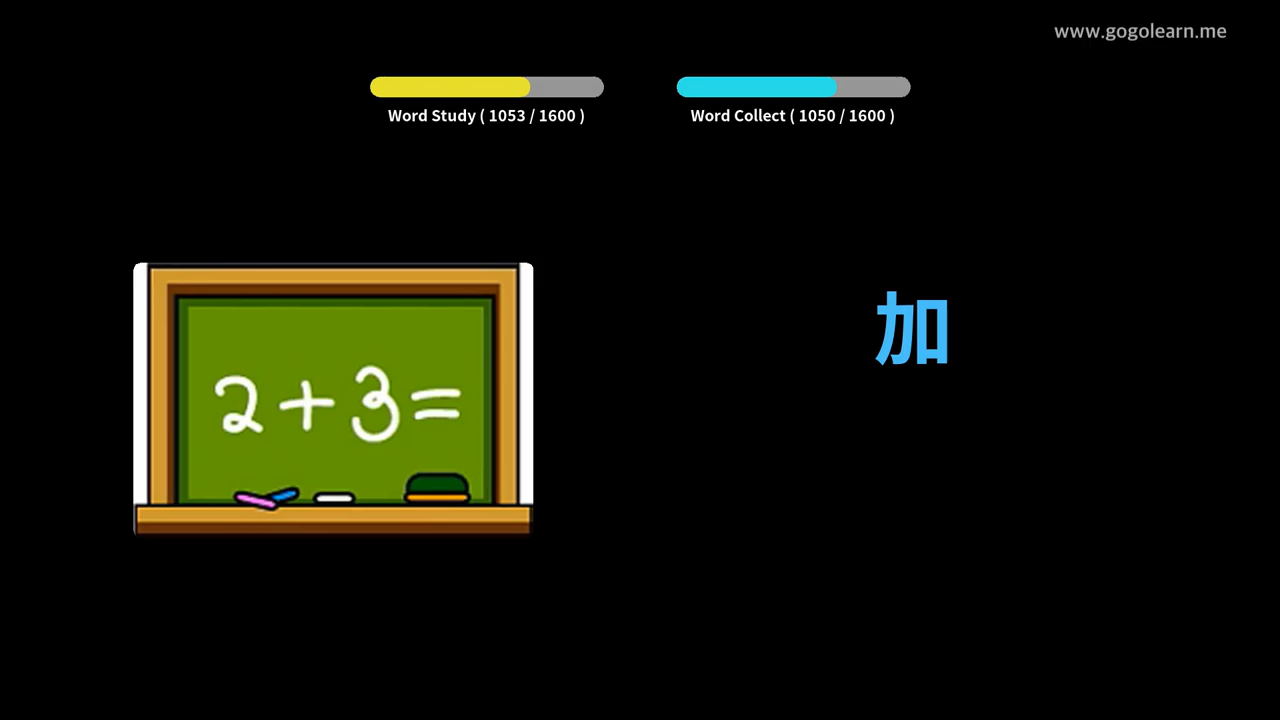 www.gogolearn.me
Word Study ( 1053 / 1600 )
Word Collect ( 1050 / 1600 )
加
2+3=